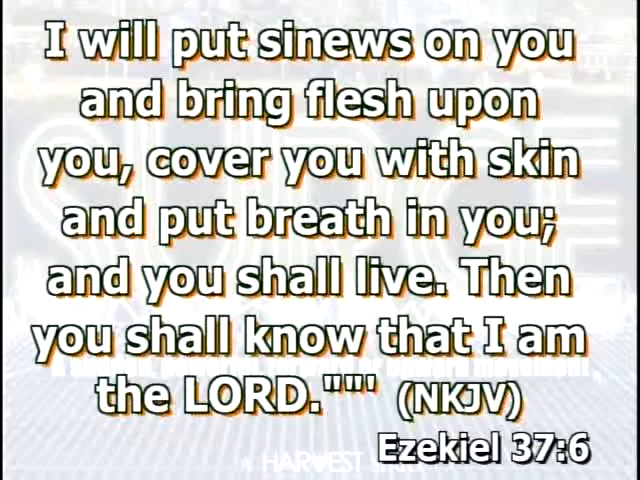 I will put sinews on you
and bring flesh upon
you, cover you with skin
and put breath in you;
and you shall live. Then
you shall know that I am
the LORD.""' (NKJV)
Ezekiel 37:6
SURGE
A HARVEST